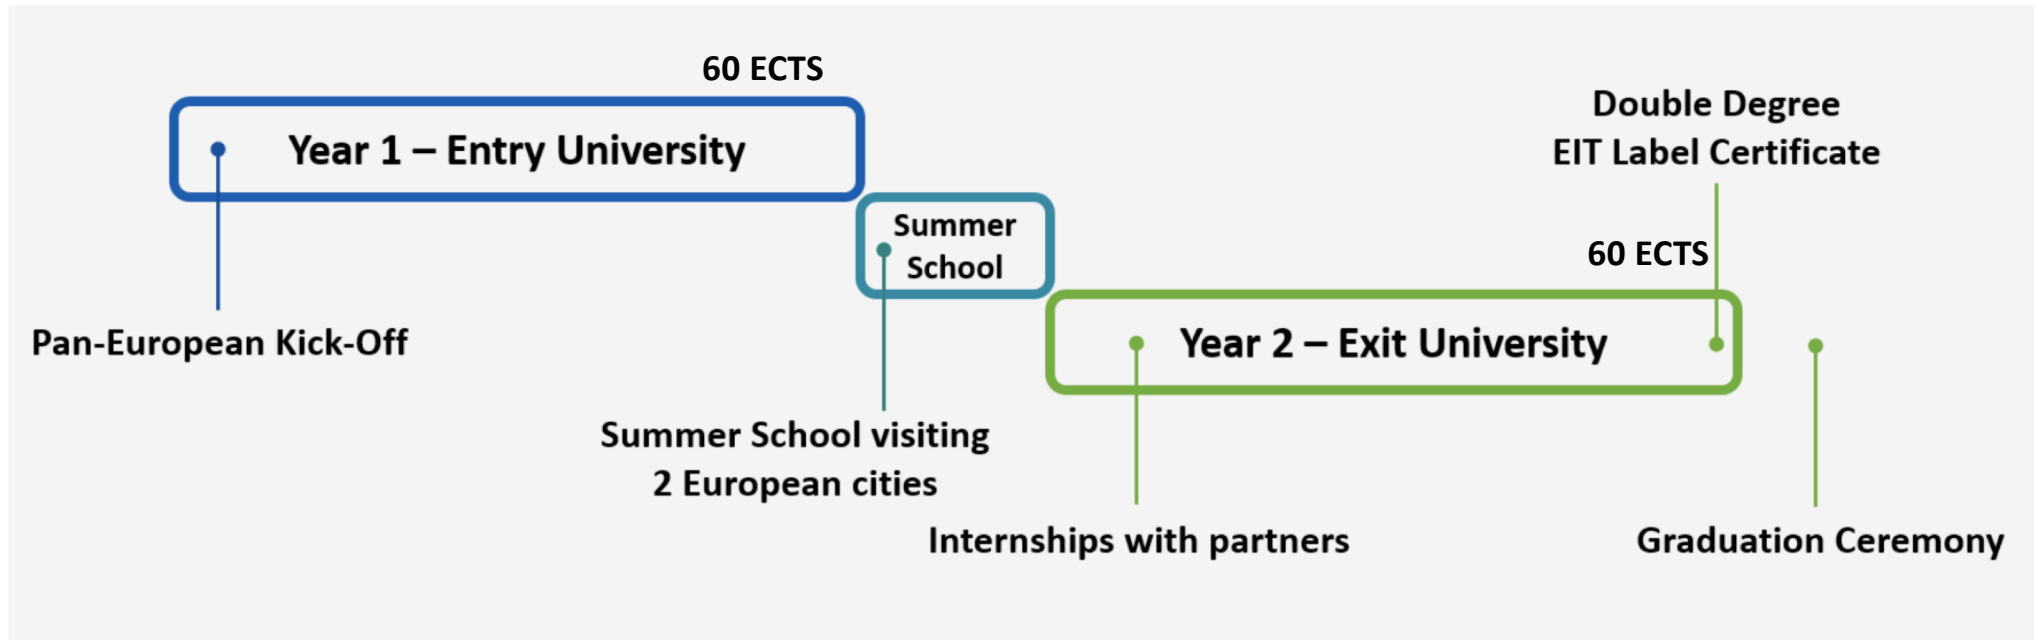 60 ECTS
Year 1 – Entry University
Pan-European Kick-Off
Summer
School
Summer School visiting
2 European cities
Double Degree
EIT Label Certificate
60 ECTS
Year 2 – Exit University
Internships with partners
Graduation Ceremony